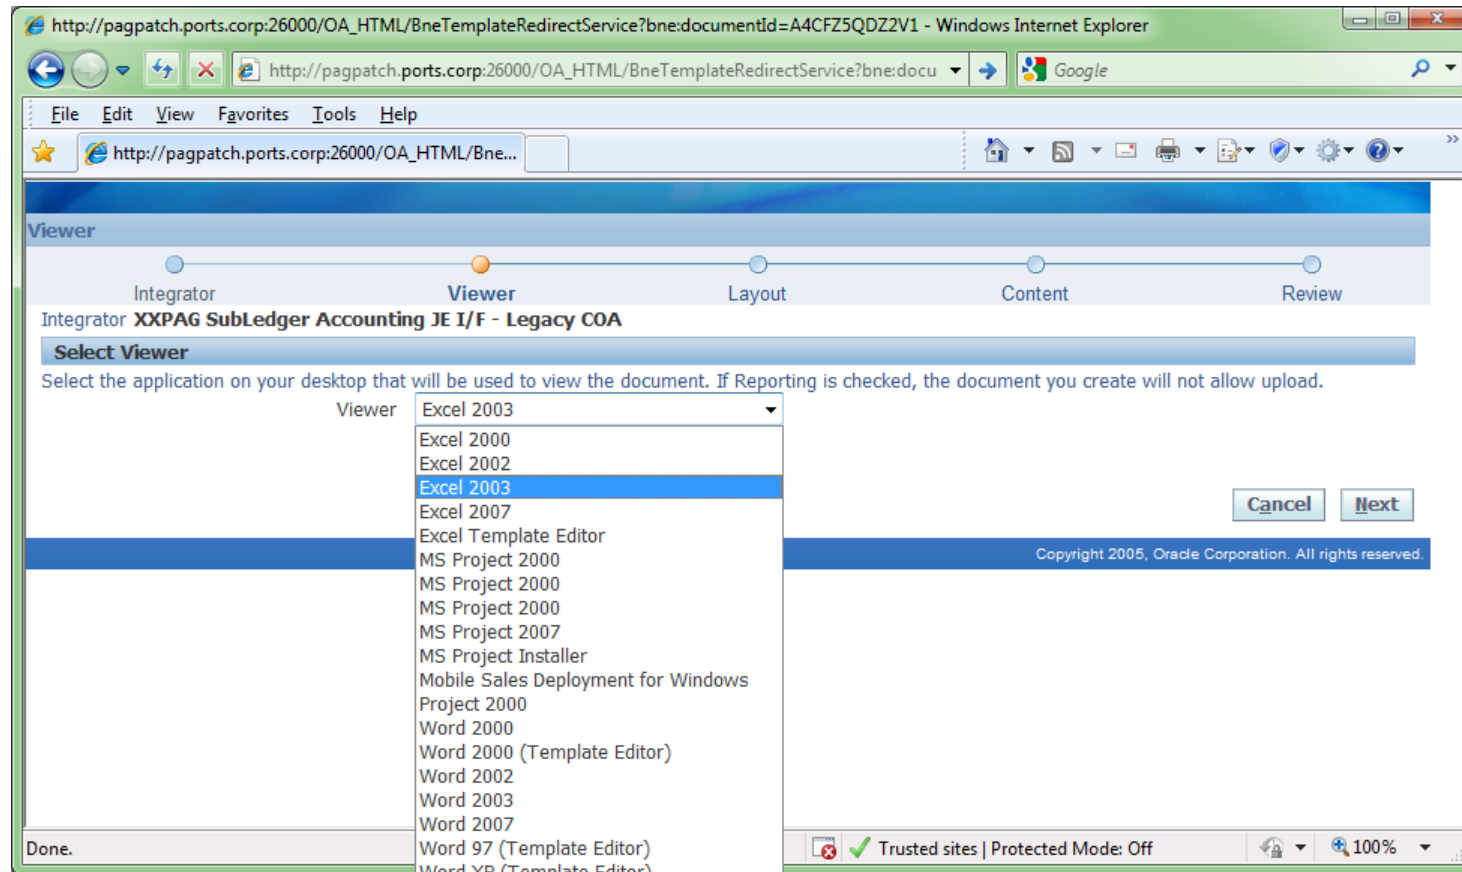 http://pagpatch.ports.corp:26000/OA_HTML/BneTemplateRedirectService?bne:documentId=A4CFZ5QDZ2V1 - Windows Internet Explorer
http://pagpatch.ports.corp:26000/OA_HTML/BneTemplateRedirectService?bne:docu
Google
File Edit View Favorites Tools Help
http://pagpatch.ports.corp:26000/OA_HTML/Bne...
Viewer
Integrator Viewer Layout Content Review
Integrator XXPAG SubLedger Accounting JE I/F - Legacy COA
Select Viewer
Select the application on your desktop that will be used to view the document. If Reporting is checked, the document you create will not allow upload.
Viewer Excel 2003
Excel 2000
Excel 2002
Excel 2003
Excel 2007
Cancel Next
Excel Template Editor
Copyright 2005, Oracle Corporation. All rights reserved.
MS Project 2000
MS Project 2000
MS Project 2000
MS Project 2007
MS Project Installer
Mobile Sales Deployment for Windows
Project 2000
Word 2000
Word 2000 (Template Editor)
Word 2002
Word 2003
Word 2007
Word 97 (Template Editor)
Word XP (Template Editor)
Done.
Trusted sites | Protected Mode: Off
100%